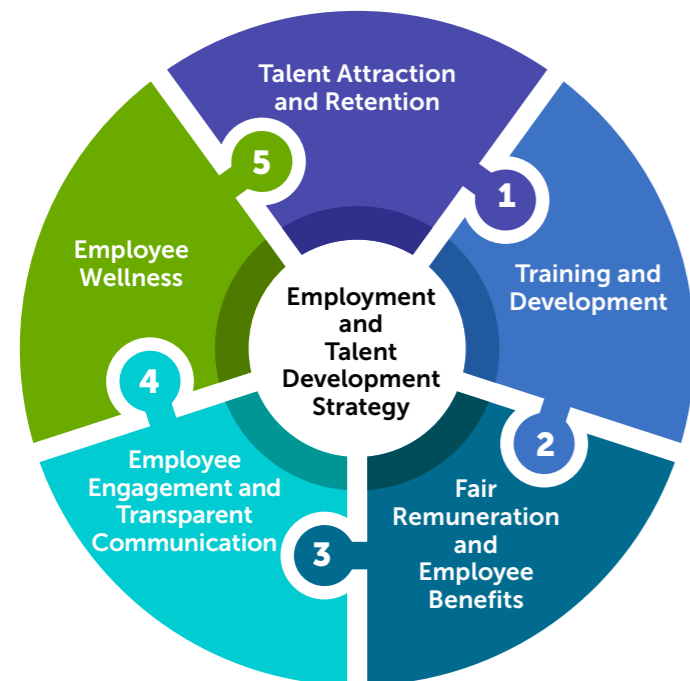 Talent Attraction
and Retention
1
Training and
Development
2
Fair
Remuneration
and
Employee
Benefits
3
Employee
Engagement and
Transparent
Communication
4
Employee
Wellness
5
Employment
and
Talent
Development
Strategy